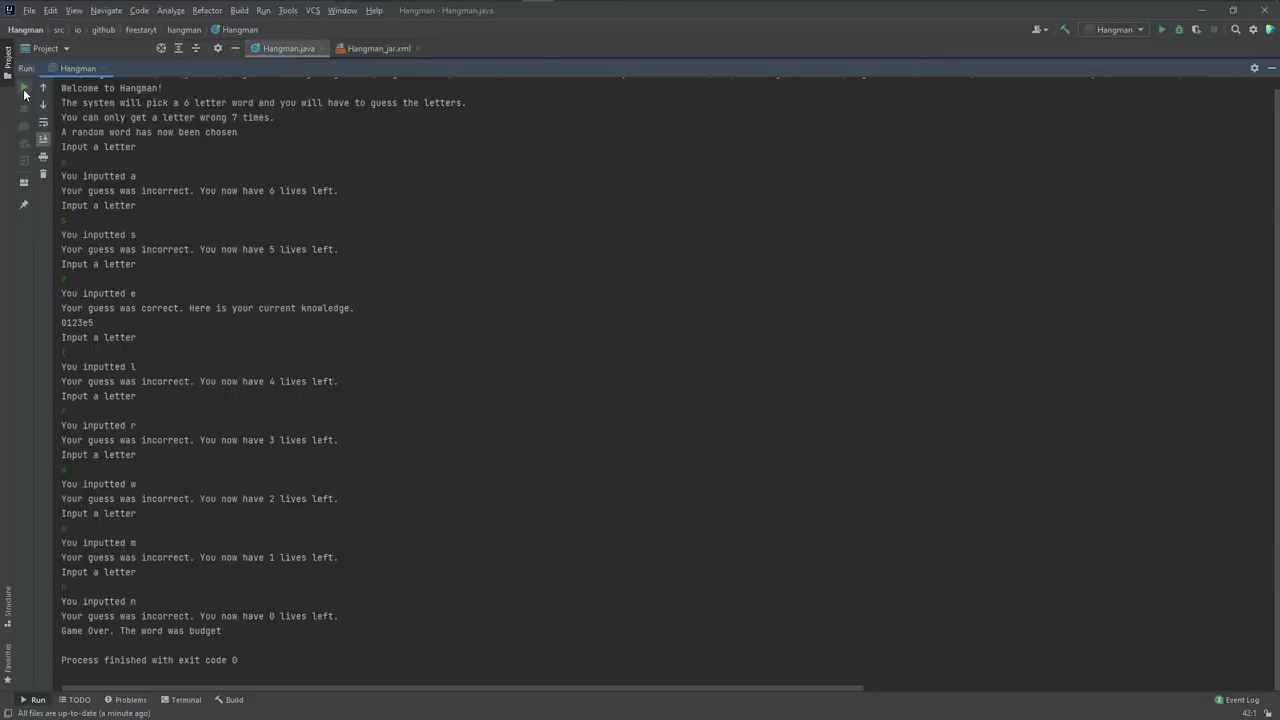 File Edit View Navigate Code Analyze Refactor Build Run Tools VCS Window Help Hangman - Hangman.java
Hangman src io github firestaryt hangman Hangman
Project Hangman.java Hangman_jar.xml Hangman
Project
Run: Hangman
Welcome to Hangman!
The system will pick a 6 letter word and you will have to guess the letters.
You can only get a letter wrong 7 times.
A random word has now been chosen
Input a letter
You inputted a
Your guess was incorrect. You now have 6 lives left.
Input a letter
s
You inputted s
Your guess was incorrect. You now have 5 lives left.
Input a letter
e
You inputted e
Your guess was correct. Here is your current knowledge.
0123e5
Input a letter
l
You inputted l
Your guess was incorrect. You now have 4 lives left.
Input a letter
r
You inputted r
Your guess was incorrect. You now have 3 lives left.
Input a letter
w
You inputted w
Your guess was incorrect. You now have 2 lives left.
Input a letter
m
You inputted m
Your guess was incorrect. You now have 1 lives left.
Input a letter
n
You inputted n
Your guess was incorrect. You now have 0 lives left.
Game Over. The word was budget
Process finished with exit code 0
Structure
Favorites
Run TODO Problems Terminal Build Event Log
All files are up-to-date (a minute ago) 42:1